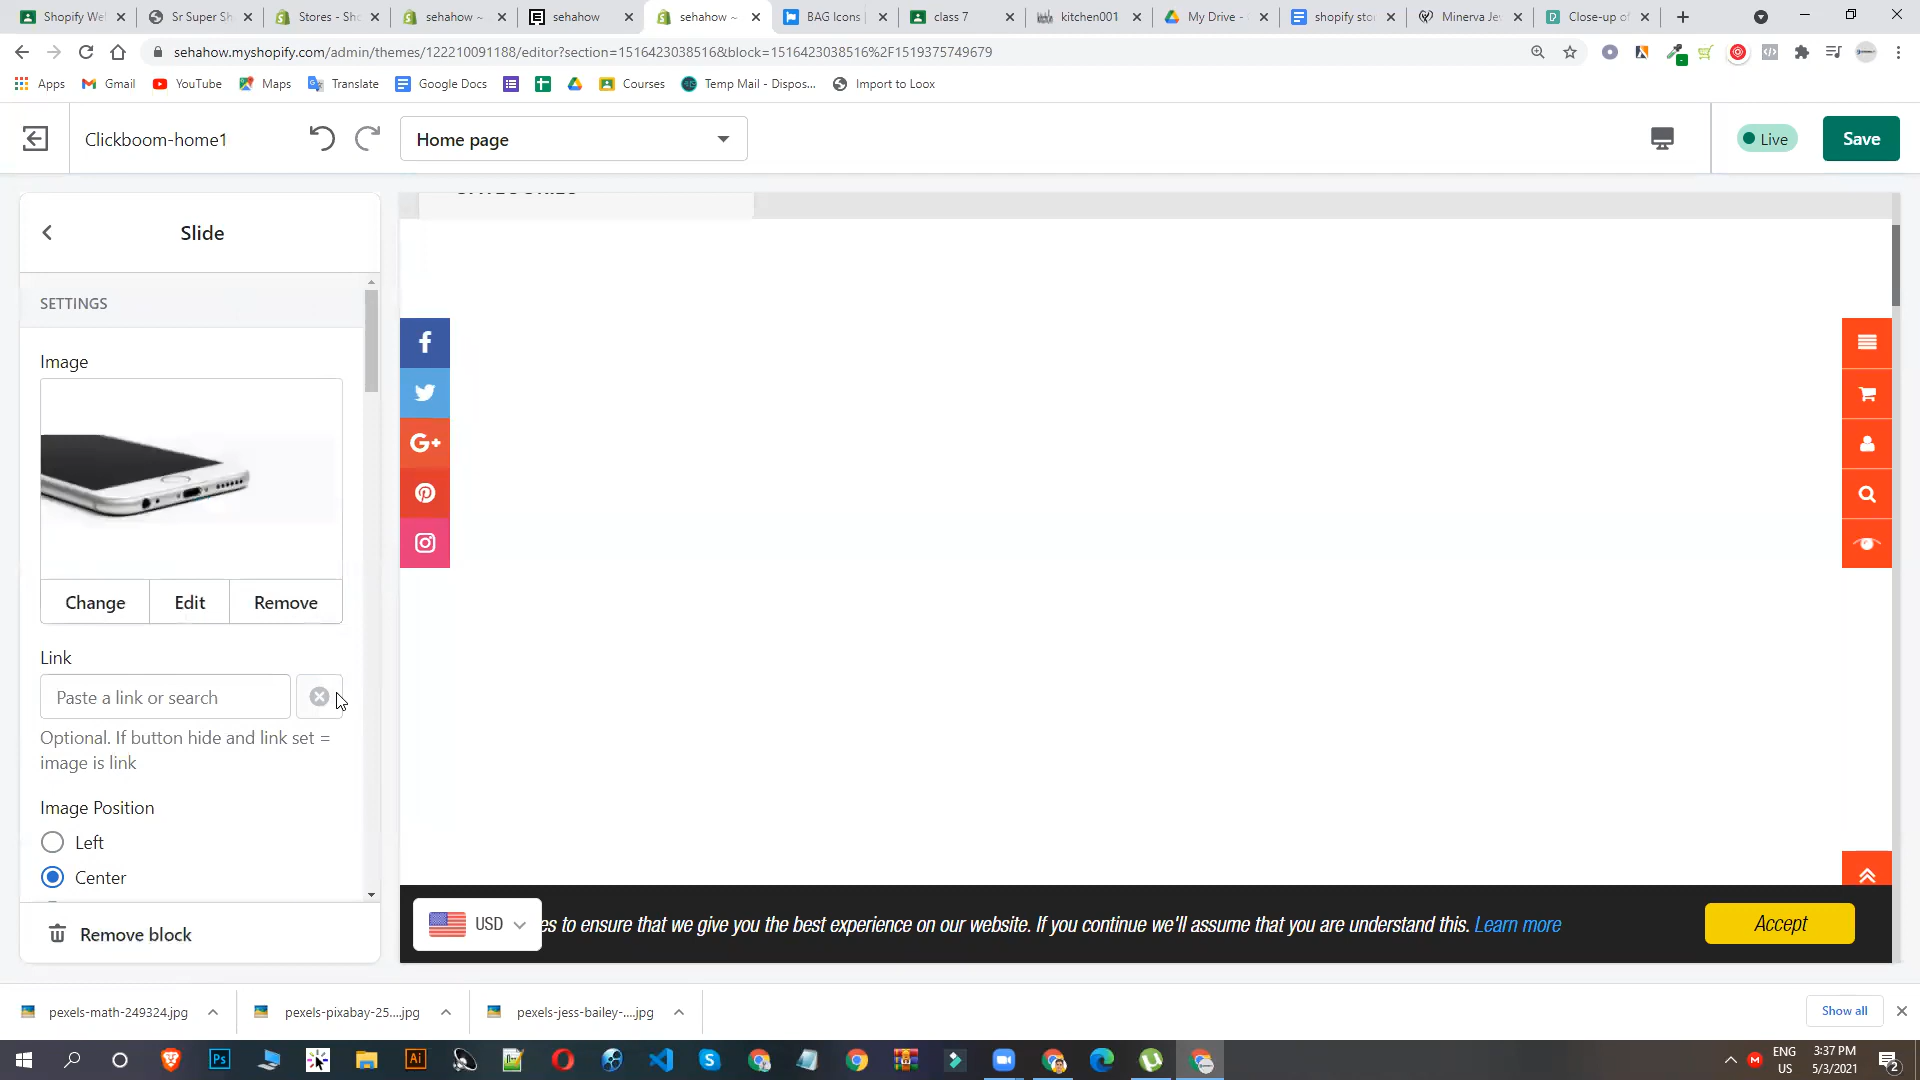 Shopify We
Sr Super Sh
Stores - Sho
sehahow ~
sehahow
sehahow ~
BAG Icons
class 7
kitchen001
My Drive -
shopify sto
Minerva Je
Close-up of
sehahow.myshopify.com/admin/themes/122210091188/editor?section=1516423038516&block=1516423038516%2F1519375749679
Apps
Gmail
YouTube
Maps
Translate
Google Docs
Courses
Temp Mail - Dispos...
Import to Loox
Clickboom-home1
Home page
Live
Save
Slide
SETTINGS
Image
Change
Edit
Remove
Link
Paste a link or search
Optional. If button hide and link set =
image is link
Image Position
Left
Center
Remove block
USD
es to ensure that we give you the best experience on our website. If you continue we'll assume that you are understand this. Learn more
Accept
pexels-math-249324.jpg
pexels-pixabay-25....jpg
pexels-jess-bailey-....jpg
Show all
ENG
US
3:37 PM
5/3/2021
2